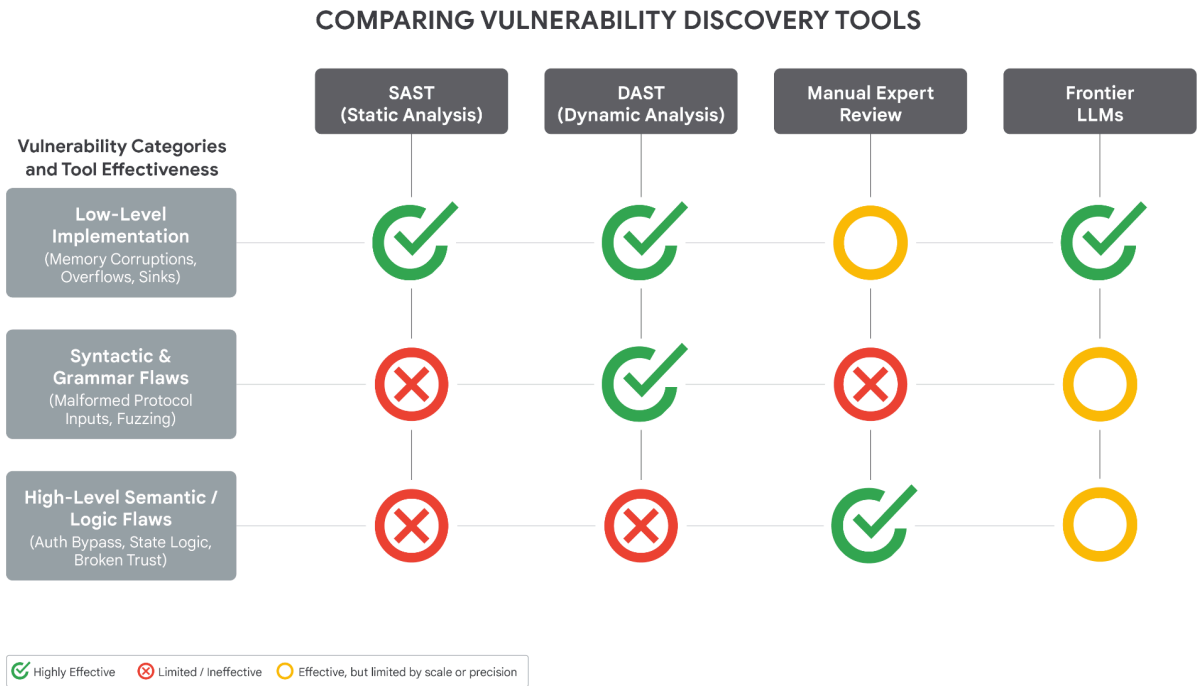 COMPARING VULNERABILITY DISCOVERY TOOLS
SAST
(Static Analysis)
DAST
(Dynamic Analysis)
Manual Expert
Review
Frontier
LLMs
Vulnerability Categories
and Tool Effectiveness
Low-Level
Implementation
(Memory Corruptions,
Overflows, Sinks)
Syntactic &
Grammar Flaws
(Malformed Protocol
Inputs, Fuzzing)
High-Level Semantic /
Logic Flaws
(Auth Bypass, State Logic,
Broken Trust)
Highly Effective
Limited / Ineffective
Effective, but limited by scale or precision